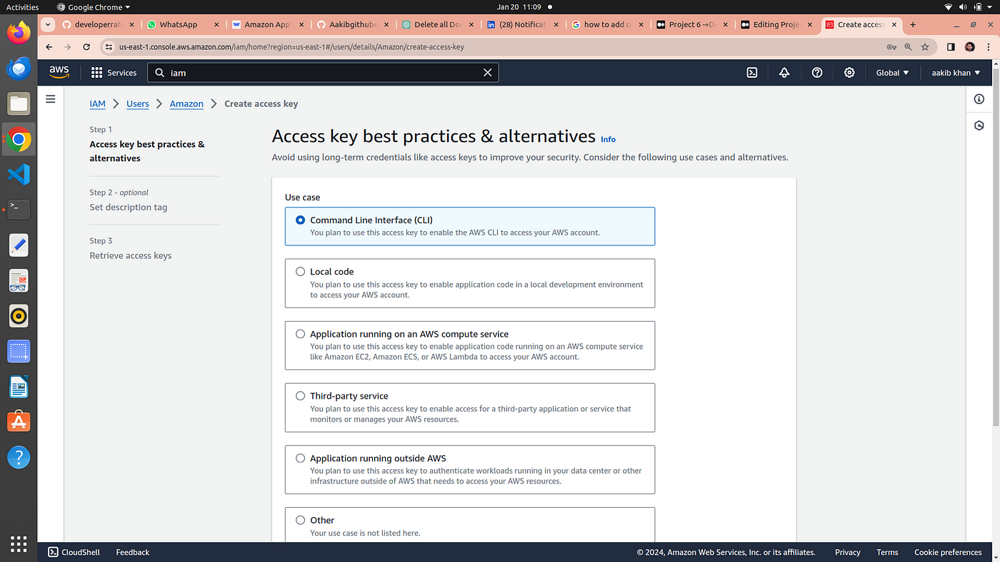 Activities
Google Chrome
Jan 20 11:09
developerrah
WhatsApp
Amazon App
Aakibgithube
Delete all Doc
(28) Notificat
how to add c
Project 6→D
Editing Proje
Create access
us-east-1.console.aws.amazon.com/iam/home?region=us-east-1#/users/details/Amazon/create-access-key
aws
Services
iam
Global
aakib khan
IAM
Users
Amazon
Create access key
Step 1
Access key best practices &
alternatives
Step 2 - optional
Set description tag
Step 3
Retrieve access keys
Access key best practices & alternatives Info
Avoid using long-term credentials like access keys to improve your security. Consider the following use cases and alternatives.
Use case
Command Line Interface (CLI)
You plan to use this access key to enable the AWS CLI to access your AWS account.
Local code
You plan to use this access key to enable application code in a local development environment
to access your AWS account.
Application running on an AWS compute service
You plan to use this access key to enable application code running on an AWS compute service
like Amazon EC2, Amazon ECS, or AWS Lambda to access your AWS account.
Third-party service
You plan to use this access key to enable access for a third-party application or service that
monitors or manages your AWS resources.
Application running outside AWS
You plan to use this access key to authenticate workloads running in your data center or other
infrastructure outside of AWS that needs to access your AWS resources.
Other
Your use case is not listed here.
CloudShell
Feedback
© 2024, Amazon Web Services, Inc. or its affiliates.
Privacy
Terms
Cookie preferences